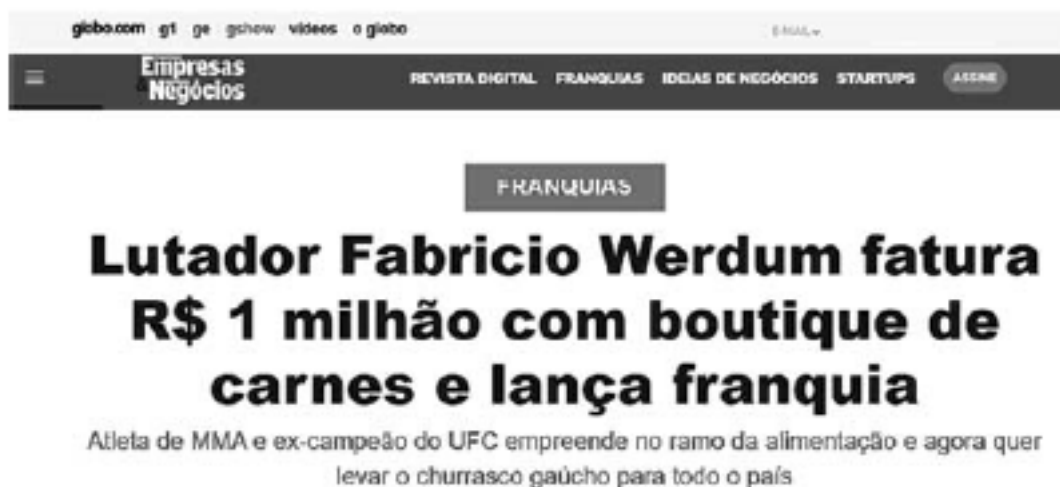 globo.com g1 ge gshow vídeos o globo E-MAIL
Empresas
& Negócios
REVISTA DIGITAL FRANQUIAS IDEIAS DE NEGÓCIOS STARTUPS ASSINE
FRANQUIAS
Lutador Fabricio Werdum fatura
R$ 1 milhão com boutique de
carnes e lança franquia
Atleta de MMA e ex-campeão do UFC empreende no ramo da alimentação e agora quer
levar o churrasco gaúcho para todo o país